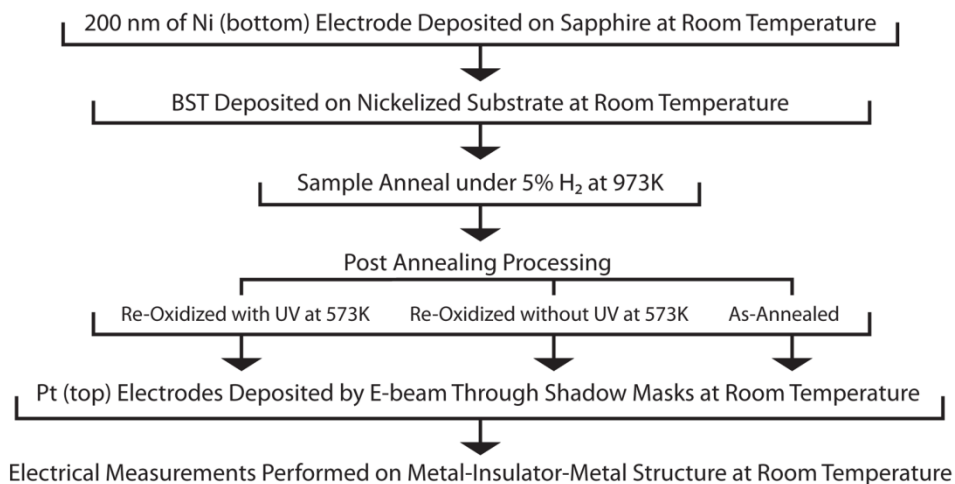 200 nm of Ni (bottom) Electrode Deposited on Sapphire at Room Temperature
BST Deposited on Nickelized Substrate at Room Temperature
Sample Anneal under 5% H₂ at 973K
Post Annealing Processing
Re-Oxidized with UV at 573K Re-Oxidized without UV at 573K As-Annealed
Pt (top) Electrodes Deposited by E-beam Through Shadow Masks at Room Temperature
Electrical Measurements Performed on Metal-Insulator-Metal Structure at Room Temperature